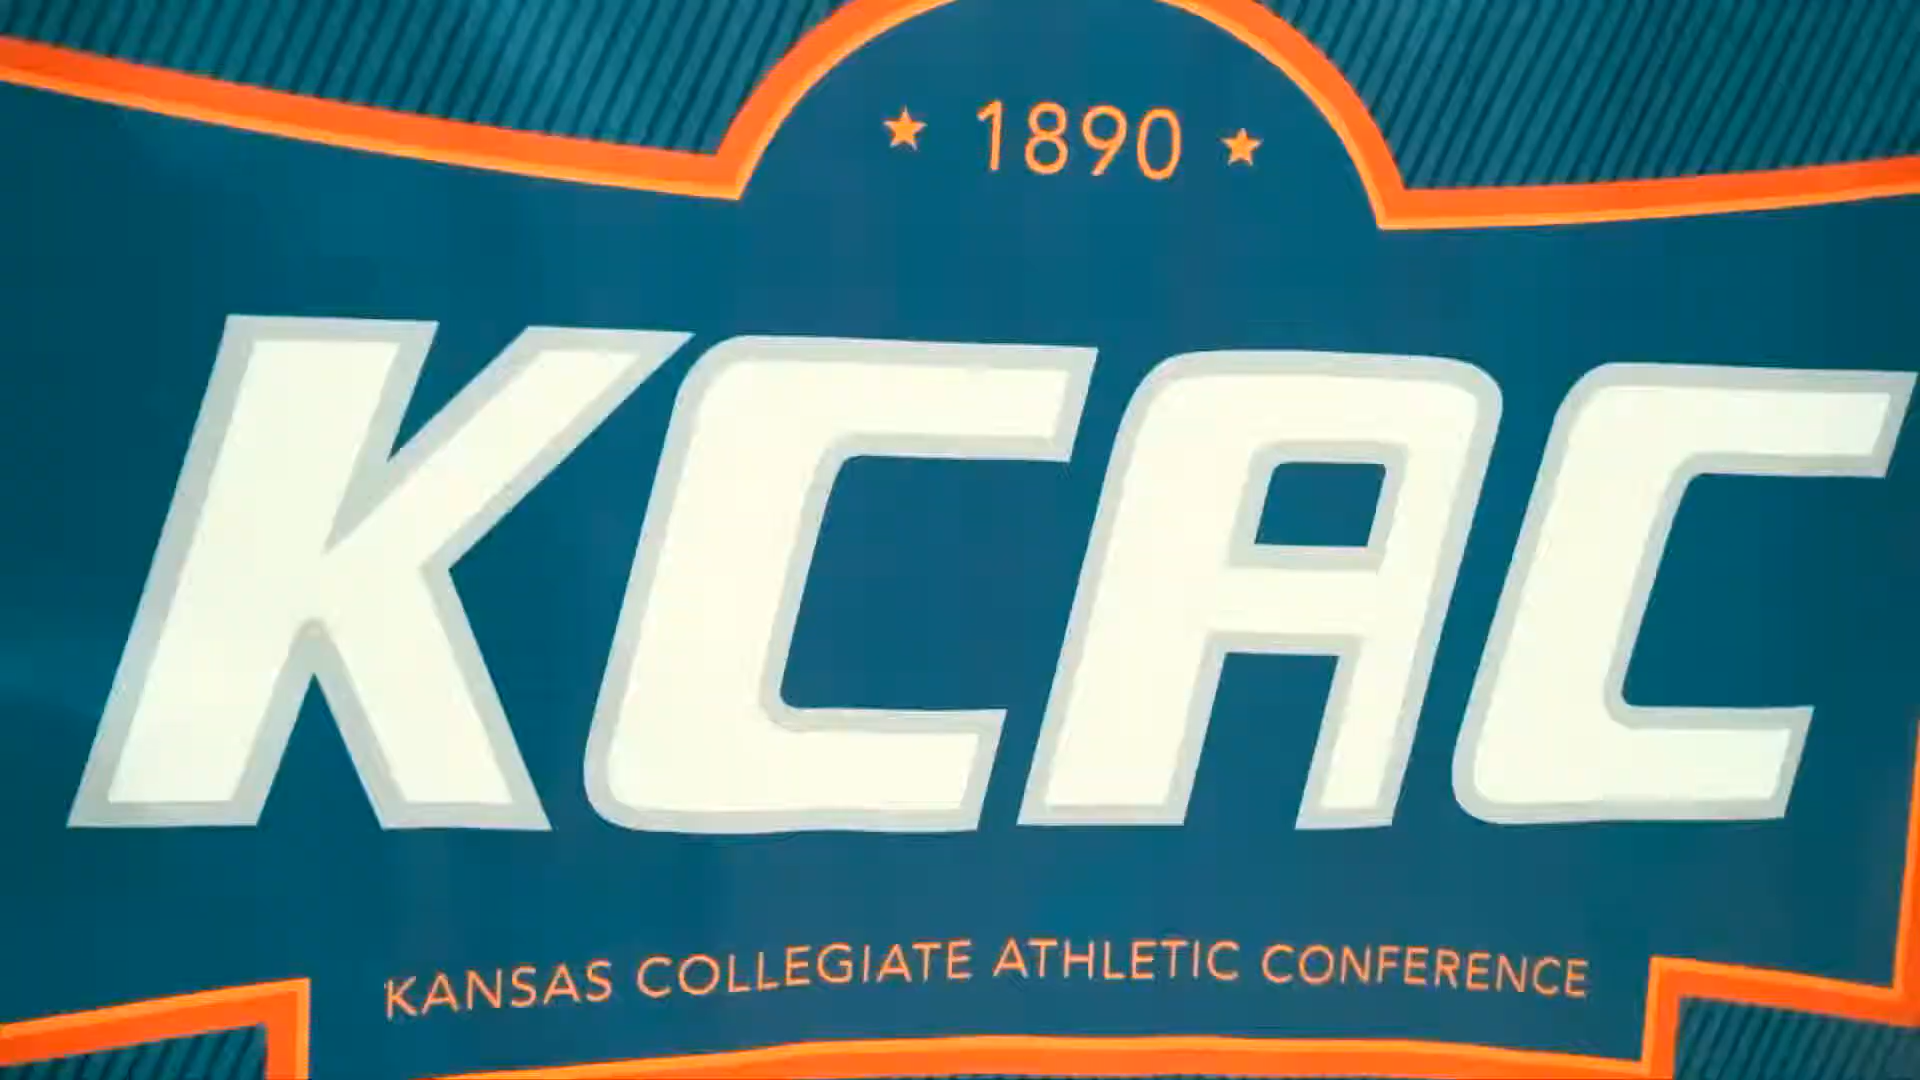 ★ 1890 ★
KCAC
KANSAS COLLEGIATE ATHLETIC CONFERENCE